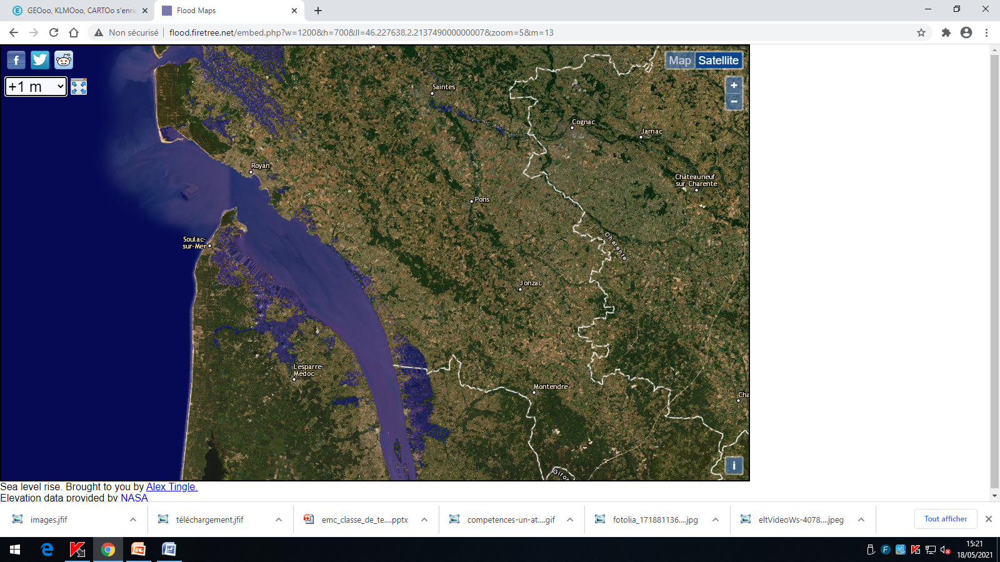 GEOoo, KLMOoo, CARTOo s'enri
Flood Maps
Non sécurisé
flood.firetree.net/embed.php?w=1200&h=700&ll=46.227638,2.213749000000007&zoom=5&m=13
Map Satellite
+1 m
+
−
Saintes
Cognac
Jarnac
Royan
Châteauneuf-
sur-Charente
Pons
Soulac-
sur-Mer
Charente
Jonzac
Lesparre-
Médoc
Montendre
Cha
Giron
i
Sea level rise. Brought to you by Alex Tingle.
Elevation data provided by NASA
images.jfif
téléchargement.jfif
emc_classe_de_te....pptx
competences-un-at....gif
fotolia_171881136....jpg
eltVideoWs-4078....jpeg
Tout afficher
15:21
18/05/2021